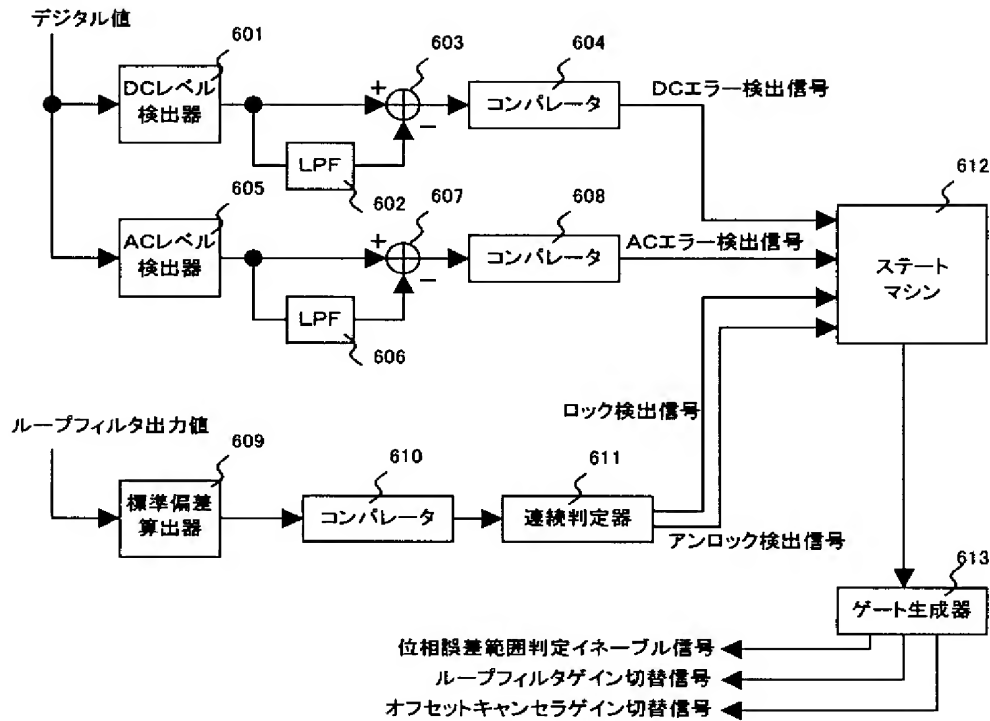 デジタル値
601
DCレベル
検出器
603
604
+
−
コンパレータ
DCエラー検出信号
LPF
602
605
ACレベル
検出器
607
608
+
−
コンパレータ
ACエラー検出信号
LPF
606
612
ステート
マシン
ロック検出信号
アンロック検出信号
ループフィルタ出力値
609
標準偏差
算出器
610
コンパレータ
611
連続判定器
613
ゲート生成器
位相誤差範囲判定イネーブル信号
ループフィルタゲイン切替信号
オフセットキャンセラゲイン切替信号